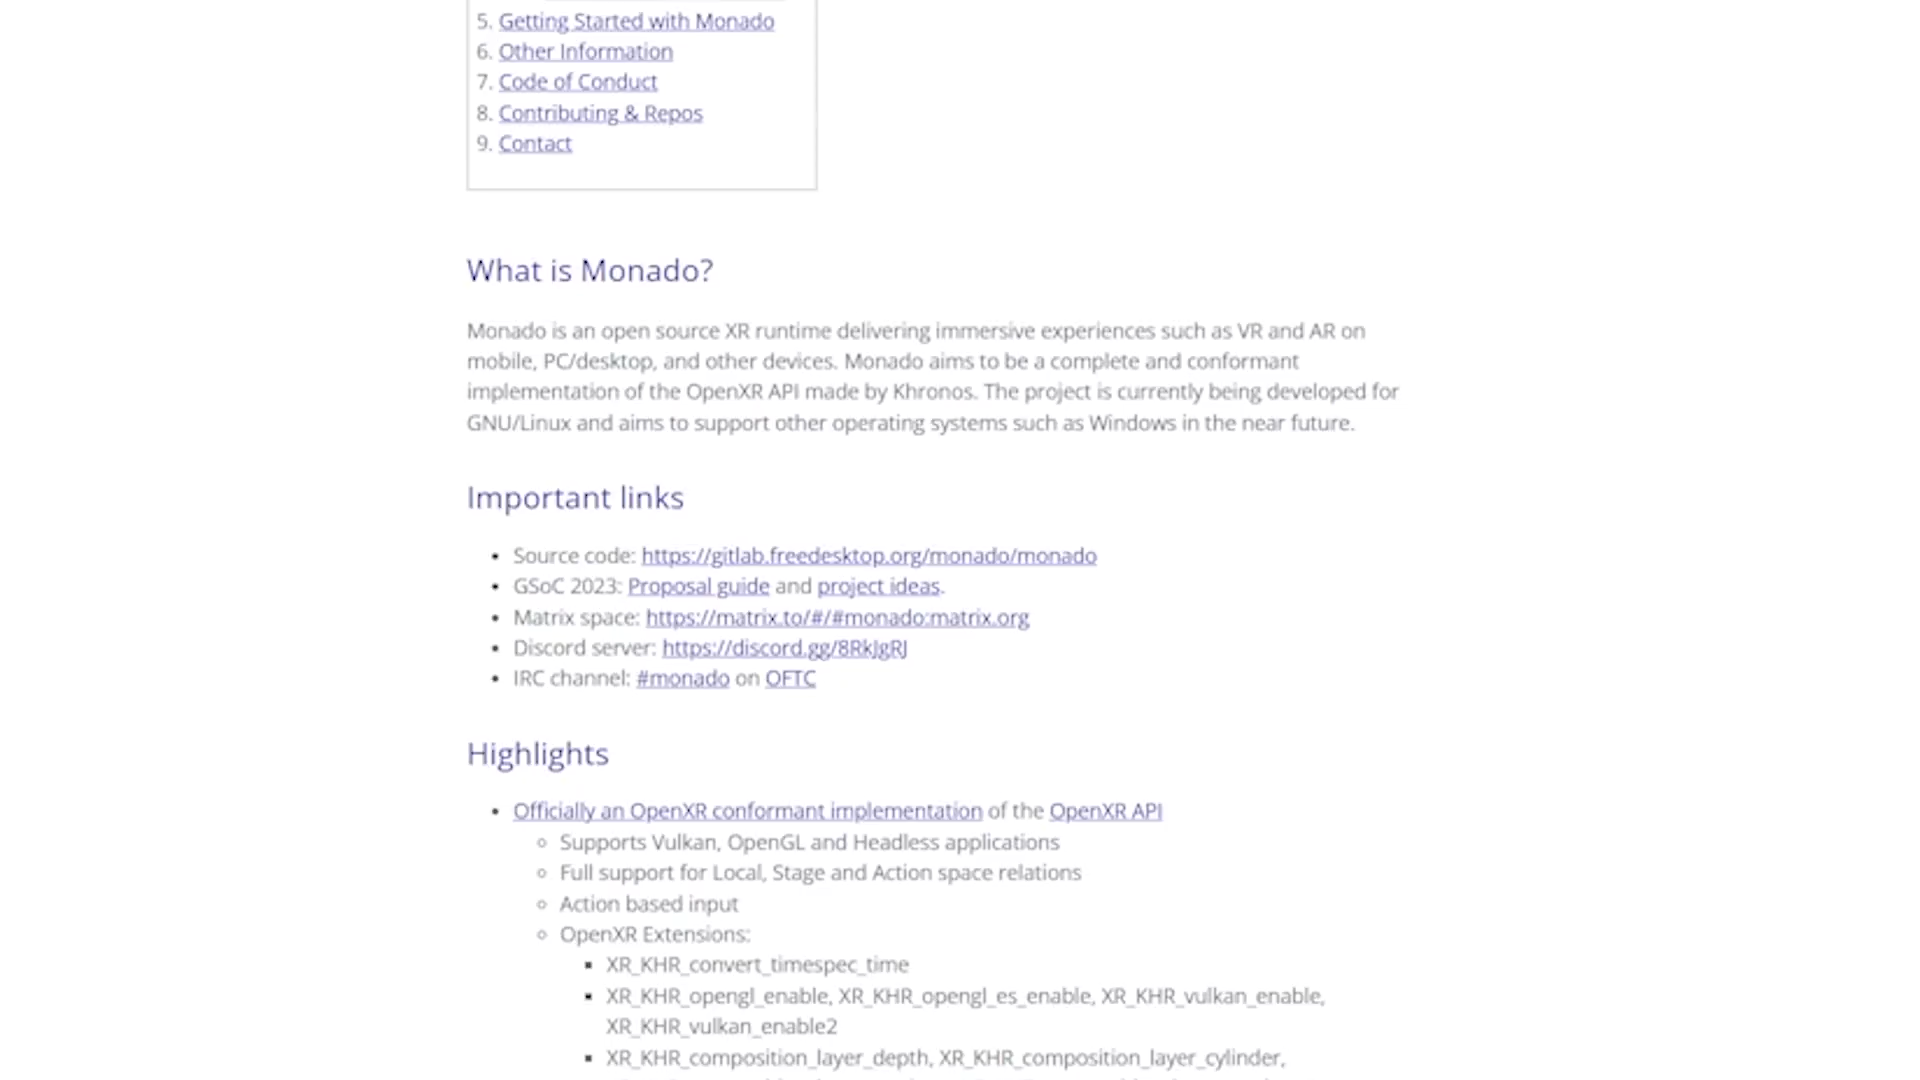 5. Getting Started with Monado
6. Other Information
7. Code of Conduct
8. Contributing & Repos
9. Contact
What is Monado?
Monado is an open source XR runtime delivering immersive experiences such as VR and AR on
mobile, PC/desktop, and other devices. Monado aims to be a complete and conformant
implementation of the OpenXR API made by Khronos. The project is currently being developed for
GNU/Linux and aims to support other operating systems such as Windows in the near future.
Important links
• Source code: https://gitlab.freedesktop.org/monado/monado
• GSoC 2023: Proposal guide and project ideas.
• Matrix space: https://matrix.to/#/#monado:matrix.org
• Discord server: https://discord.gg/8RkJgRJ
• IRC channel: #monado on OFTC
Highlights
• Officially an OpenXR conformant implementation of the OpenXR API
◦ Supports Vulkan, OpenGL and Headless applications
◦ Full support for Local, Stage and Action space relations
◦ Action based input
◦ OpenXR Extensions:
▪ XR_KHR_convert_timespec_time
▪ XR_KHR_opengl_enable, XR_KHR_opengl_es_enable, XR_KHR_vulkan_enable,
XR_KHR_vulkan_enable2
▪ XR_KHR_composition_layer_depth, XR_KHR_composition_layer_cylinder,